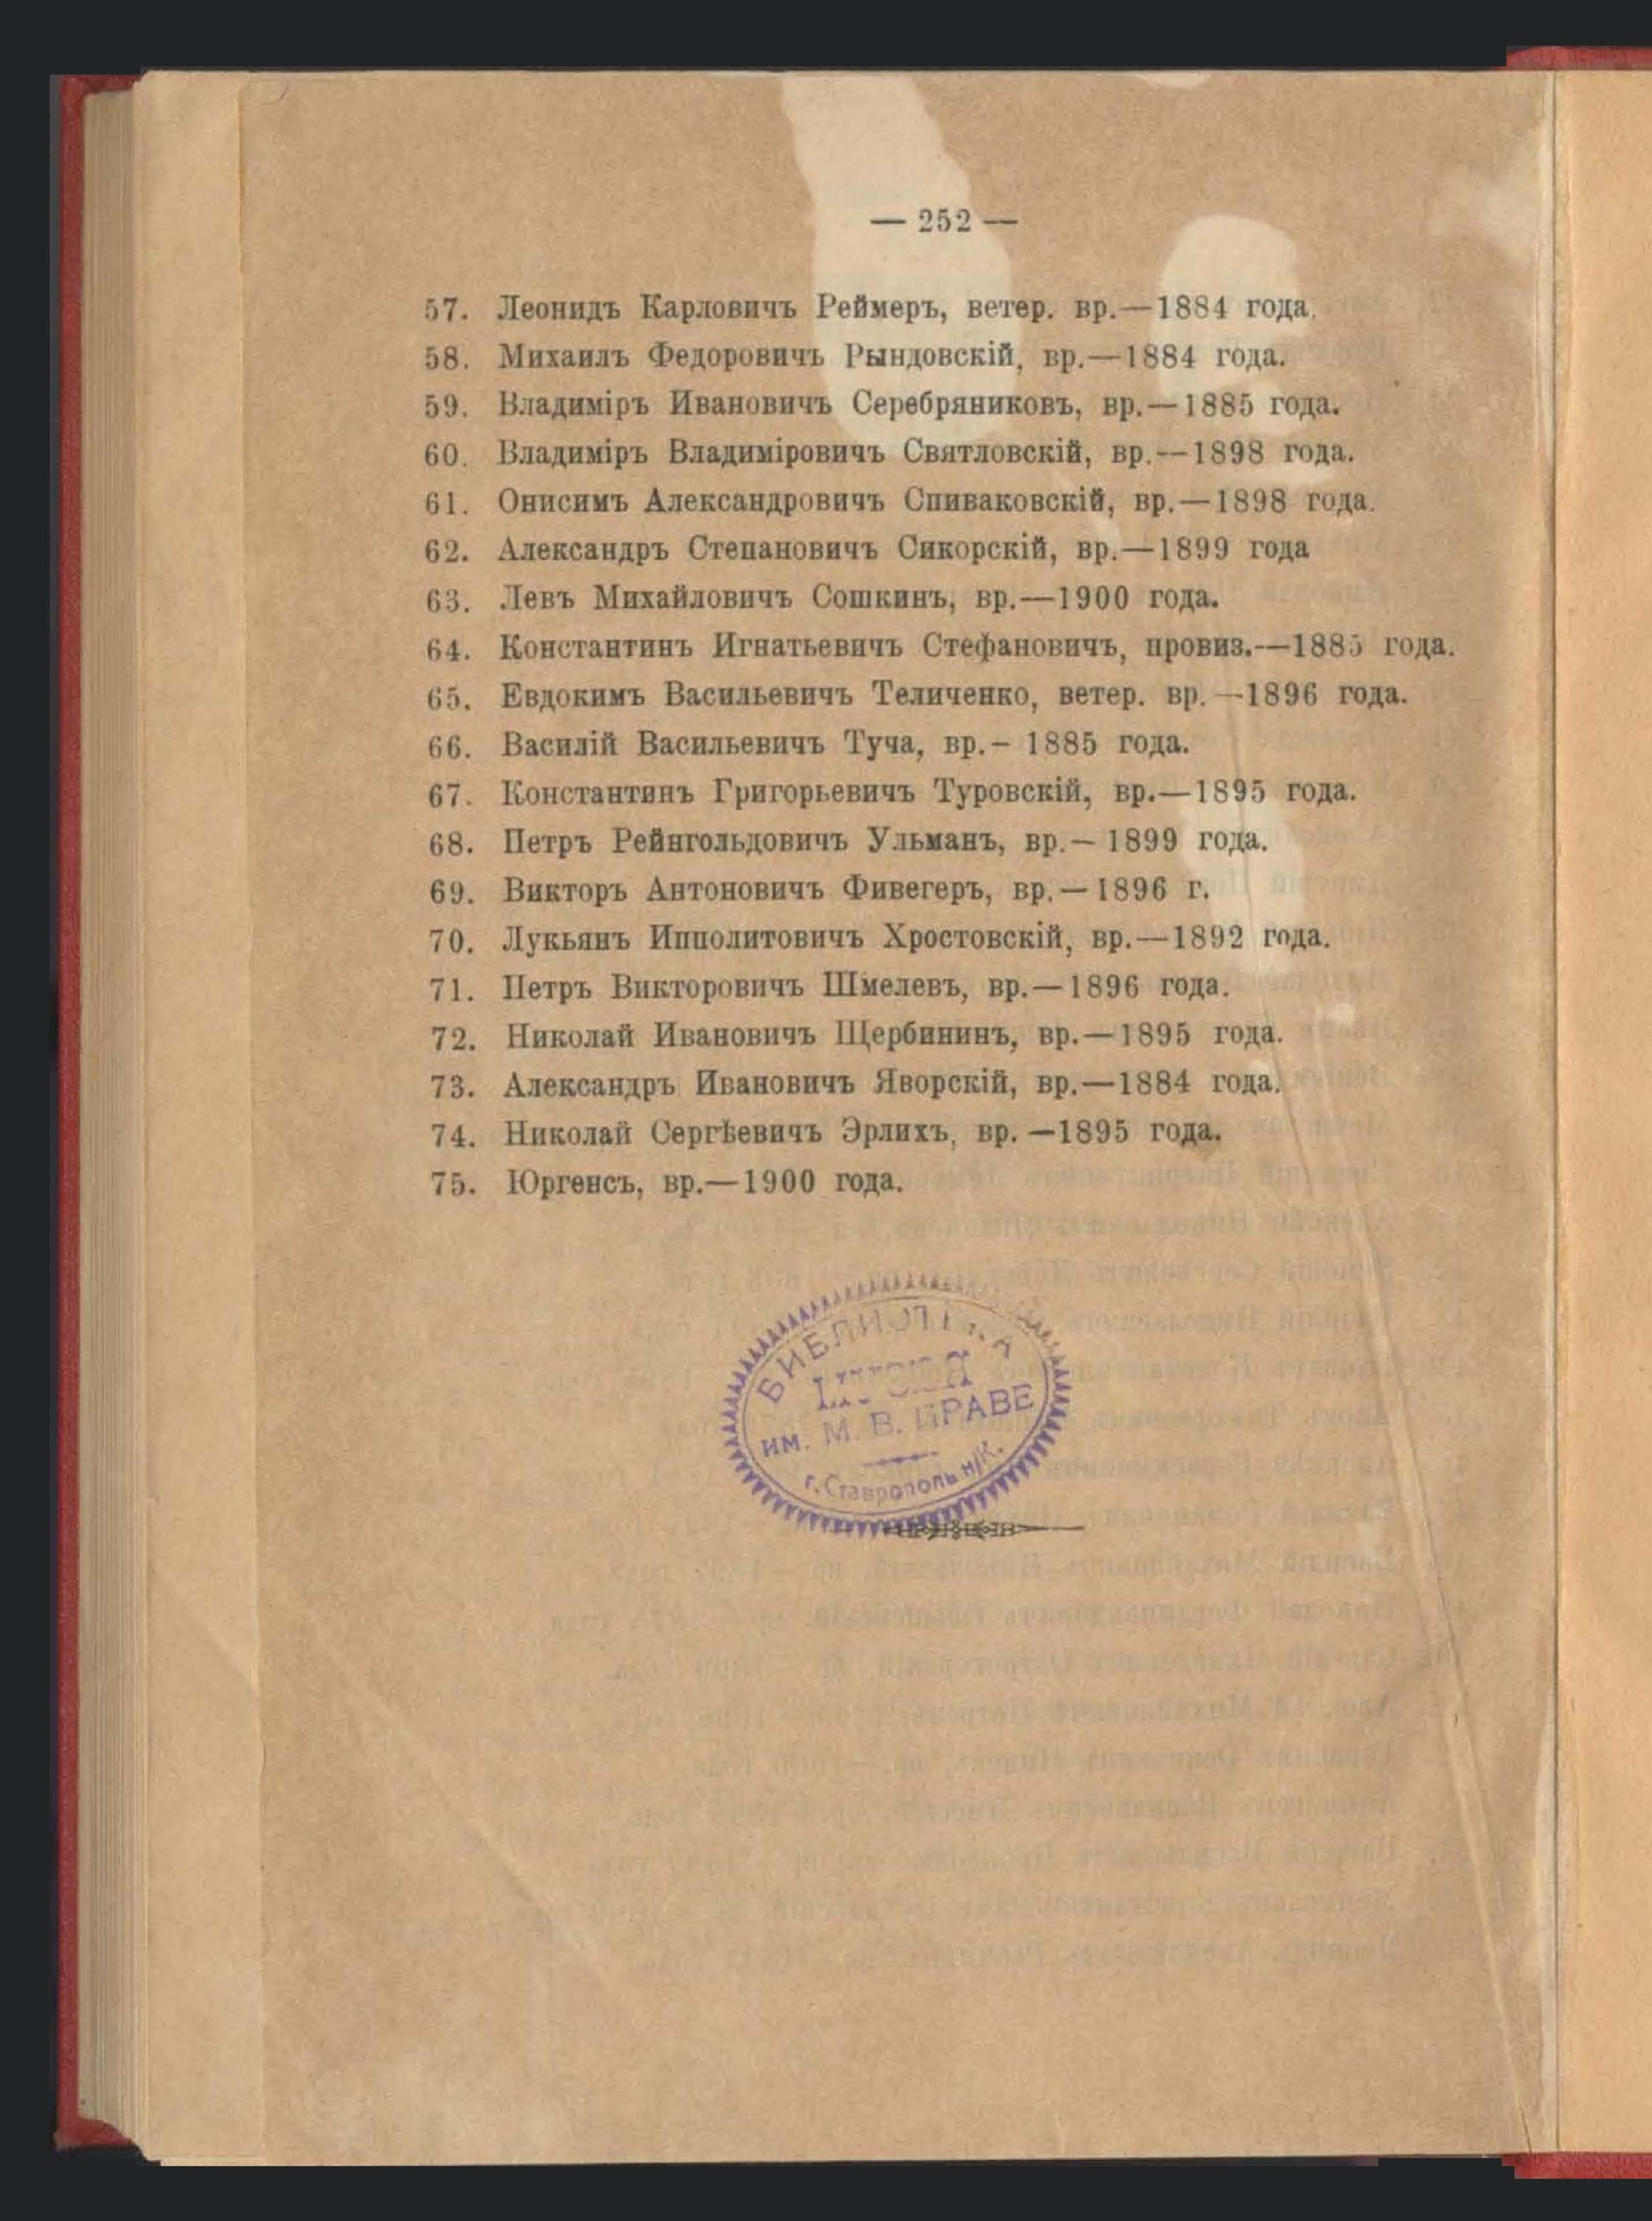 — 252 —
57. Леонидъ Карловичъ Реймеръ, ветер. вр.—1884 года.
58. Михаилъ Федоровичъ Рындовскій, вр.—1884 года.
59. Владиміръ Ивановичъ Серебряниковъ, вр.—1885 года.
60. Владиміръ Владиміровичъ Святловскій, вр.—1898 года.
61. Онисимъ Александровичъ Спиваковскій, вр.—1898 года.
62. Александръ Степановичъ Сикорскій, вр.—1899 года
63. Левъ Михайловичъ Сошкинъ, вр.—1900 года.
64. Константинъ Игнатьевичъ Стефановичъ, провиз.—1885 года.
65. Евдокимъ Васильевичъ Теличенко, ветер. вр.—1896 года.
66. Василій Васильевичъ Туча, вр.— 1885 года.
67. Константинъ Григорьевичъ Туровскій, вр.—1895 года.
68. Петръ Рейнгольдовичъ Ульманъ, вр.— 1899 года.
69. Викторъ Антоновичъ Фивегеръ, вр.—1896 г.
70. Лукьянъ Ипполитовичъ Хростовскій, вр.—1892 года.
71. Петръ Викторовичъ Шмелевъ, вр.—1896 года.
72. Николай Ивановичъ Щербининъ, вр.—1895 года.
73. Александръ Ивановичъ Яворскій, вр.—1884 года.
74. Николай Сергѣевичъ Эрлихъ, вр.—1895 года.
75. Юргенсъ, вр.—1900 года.
БИБЛИОТЕКА
им. М. В. ПРАВЕ
г. Ставрополь н/К.